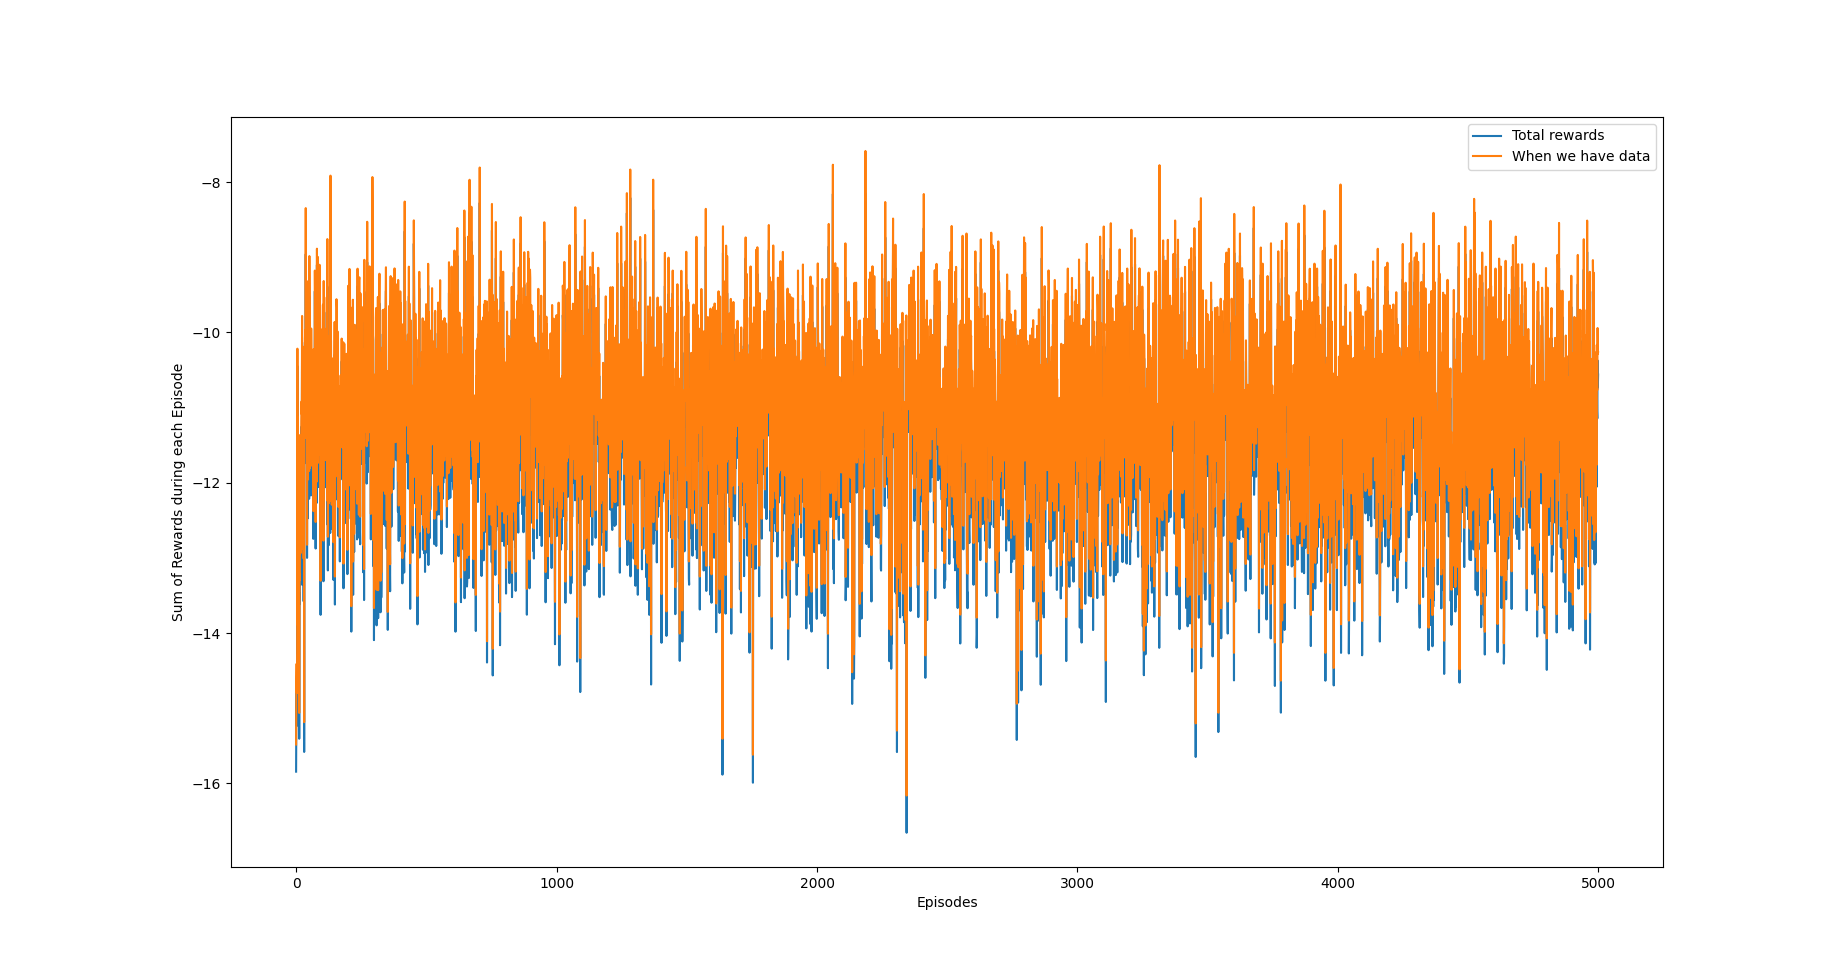 Total rewards
When we have data
−8
−10
−12
−14
−16
Sum of Rewards during each Episode
0 1000 2000 3000 4000 5000
Episodes